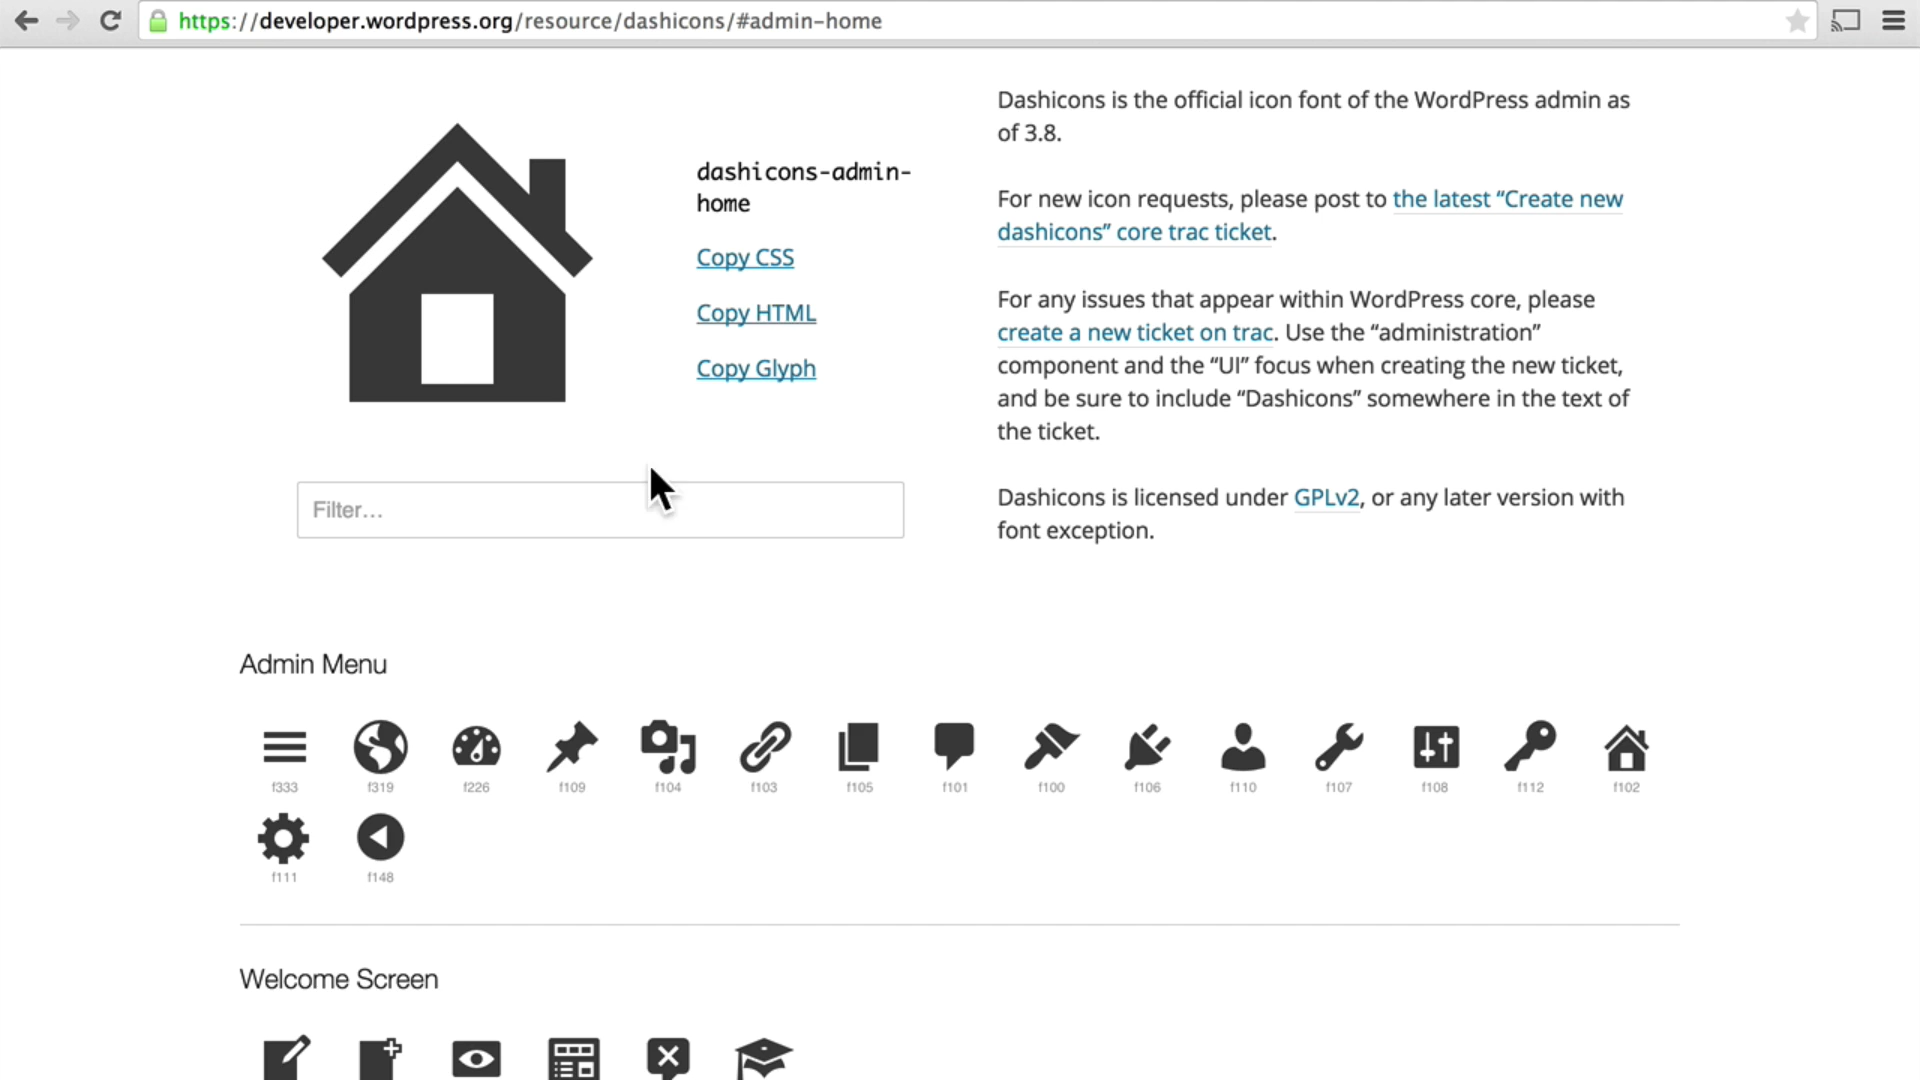 https://developer.wordpress.org/resource/dashicons/#admin-home
dashicons-admin-
home
Copy CSS
Copy HTML
Copy Glyph
Filter...
Dashicons is the official icon font of the WordPress admin as
of 3.8.
For new icon requests, please post to the latest “Create new
dashicons” core trac ticket.
For any issues that appear within WordPress core, please
create a new ticket on trac. Use the “administration”
component and the “UI” focus when creating the new ticket,
and be sure to include “Dashicons” somewhere in the text of
the ticket.
Dashicons is licensed under GPLv2, or any later version with
font exception.
Admin Menu
f333 f319 f226 f109 f104 f103 f105 f101 f100 f106 f110 f107 f108 f112 f102
f111 f148
Welcome Screen